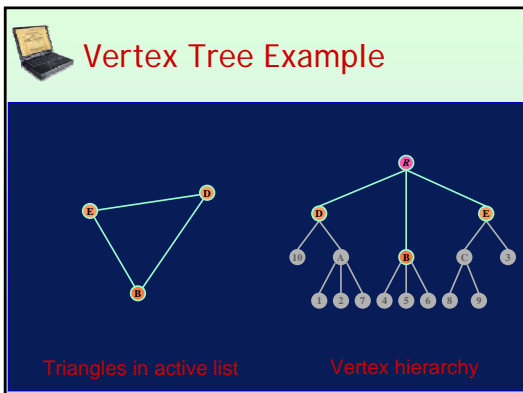 Vertex Tree Example
R
D
D
E
E
10
A
B
C
3
B
1
2
7
4
5
6
8
9
Triangles in active list
Vertex hierarchy